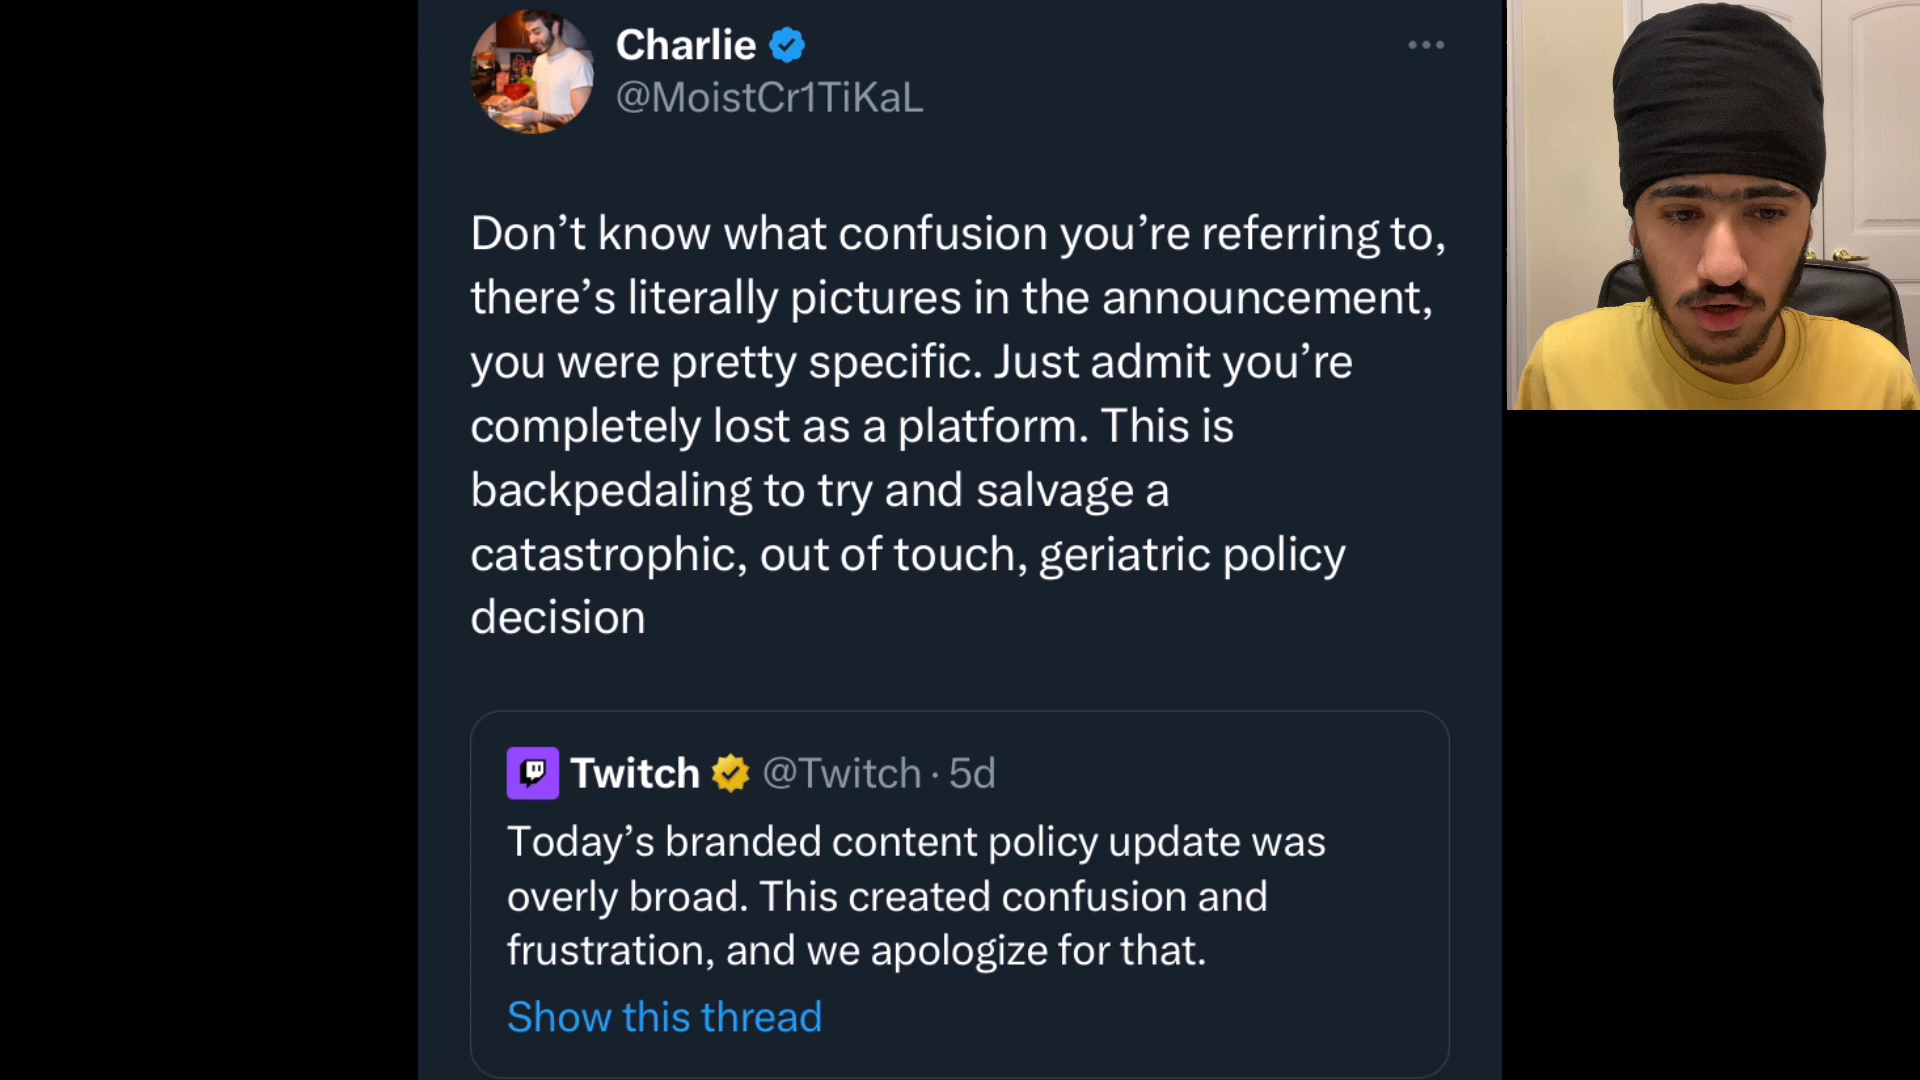 Charlie
@MoistCr1TiKaL
Don’t know what confusion you’re referring to,
there’s literally pictures in the announcement,
you were pretty specific. Just admit you’re
completely lost as a platform. This is
backpedaling to try and salvage a
catastrophic, out of touch, geriatric policy
decision
Twitch @Twitch · 5d
Today’s branded content policy update was
overly broad. This created confusion and
frustration, and we apologize for that.
Show this thread